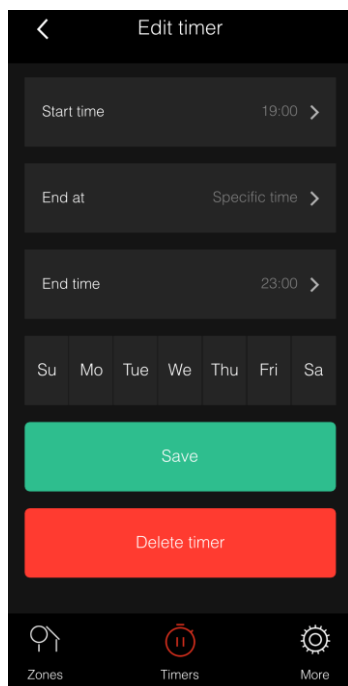 Edit timer
Start time 19:00
End at Specific time
End time 23:00
Su Mo Tue We Thu Fri Sa
Save
Delete timer
Zones Timers More